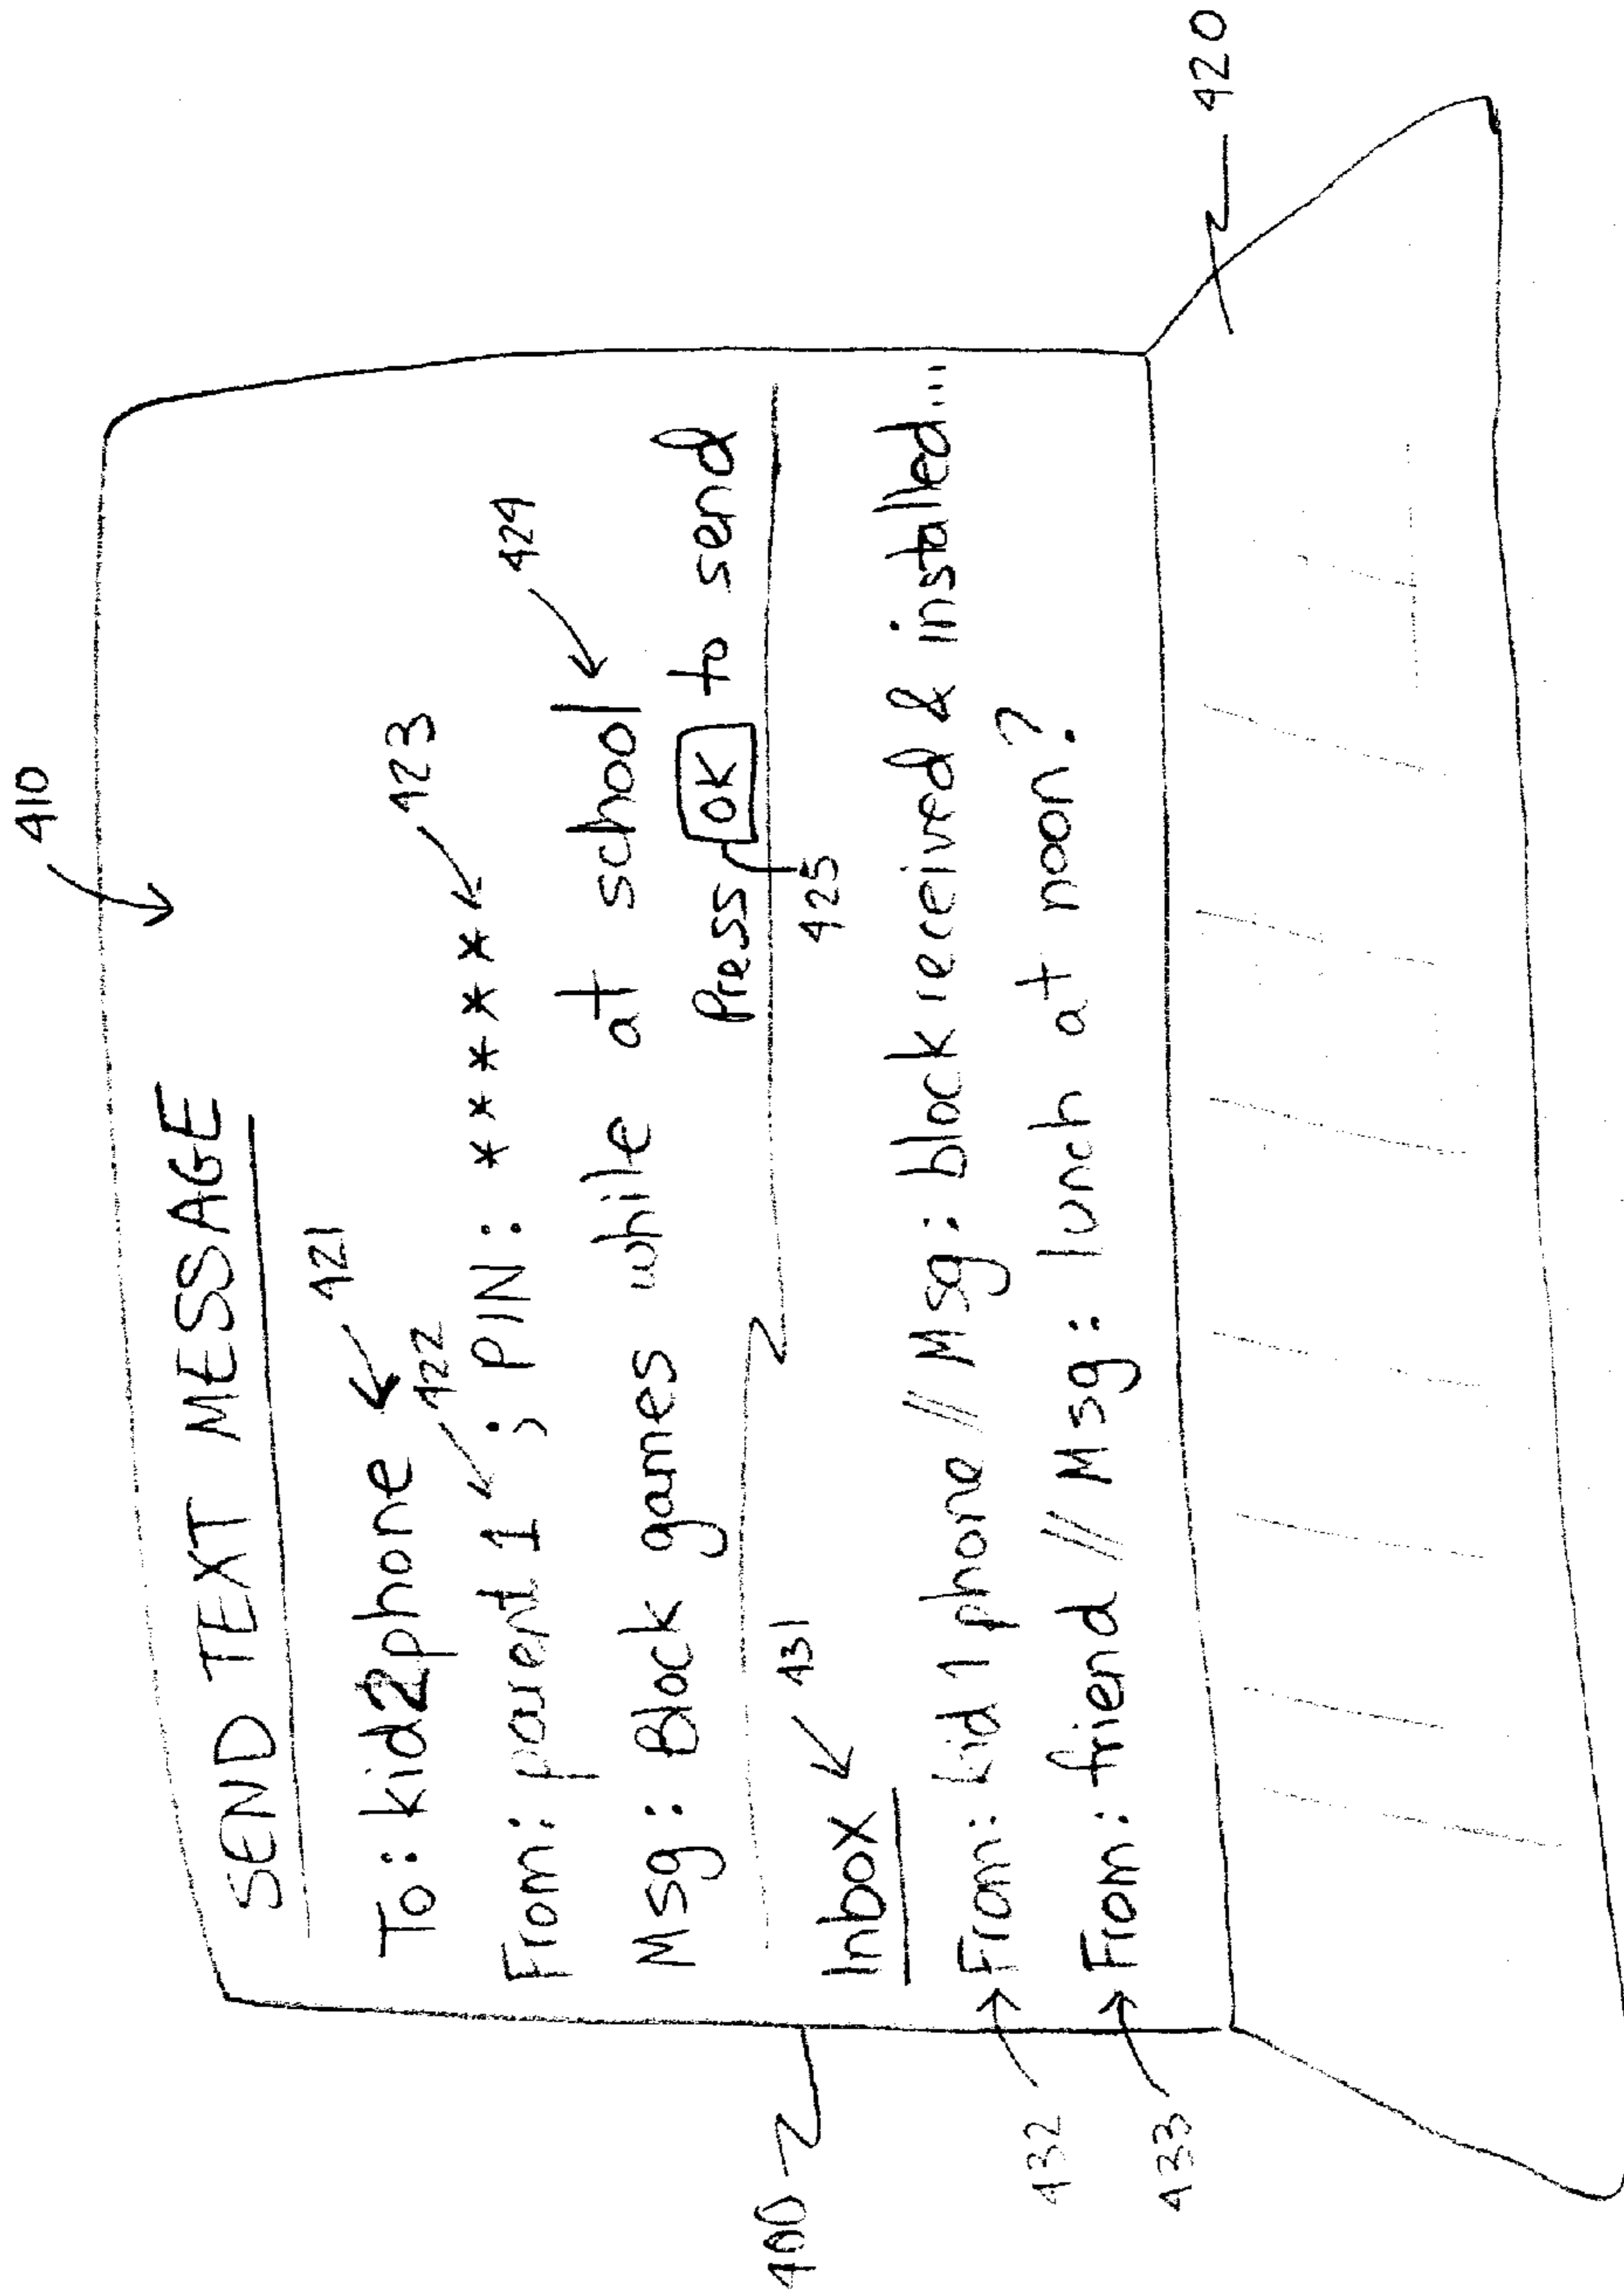 410
SEND TEXT MESSAGE
421
To: kid2phone
422
423
From: parent 1 ; PIN: ******
424
Msg: Block games while at school
Press OK to send
425
400
Inbox
431
432
From: kid 1 phone // Msg: block received & installed...
433
From: friend // Msg: lunch at noon?
420